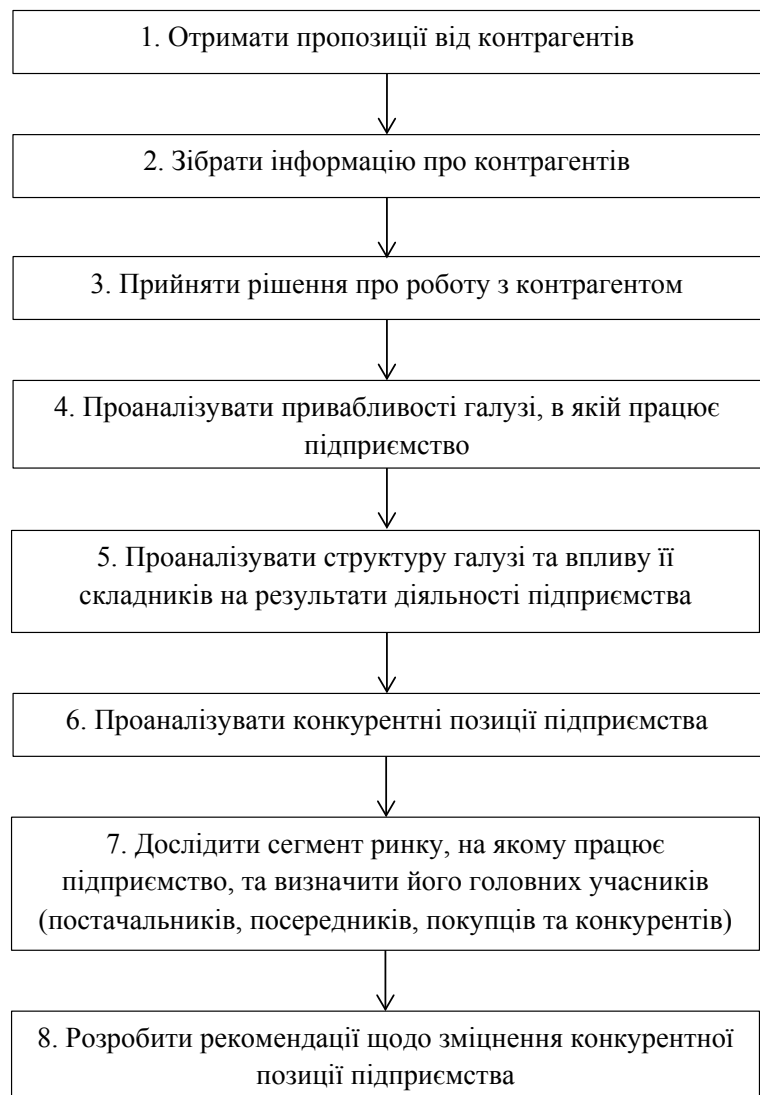 1. Отримати пропозиції від контрагентів
2. Зібрати інформацію про контрагентів
3. Прийняти рішення про роботу з контрагентом
4. Проаналізувати привабливості галузі, в якій працює
підприємство
5. Проаналізувати структуру галузі та впливу її
складників на результати діяльності підприємства
6. Проаналізувати конкурентні позиції підприємства
7. Дослідити сегмент ринку, на якому працює
підприємство, та визначити його головних учасників
(постачальників, посередників, покупців та конкурентів)
8. Розробити рекомендації щодо зміцнення конкурентної
позиції підприємства